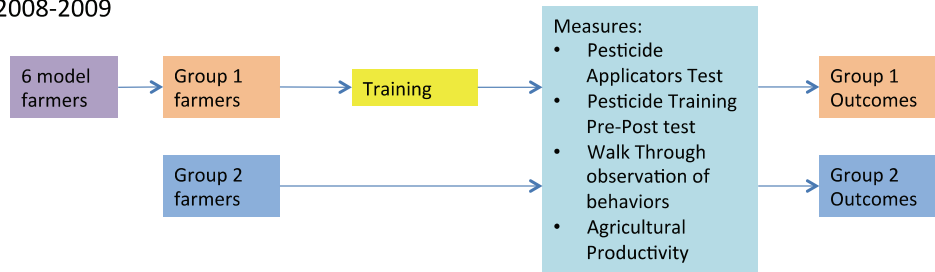 2008-2009
6 model
farmers
Group 1
farmers
Training
Measures:
• Pesticide
Applicators Test
• Pesticide Training
Pre-Post test
• Walk Through
observation of
behaviors
• Agricultural
Productivity
Group 1
Outcomes
Group 2
farmers
Group 2
Outcomes